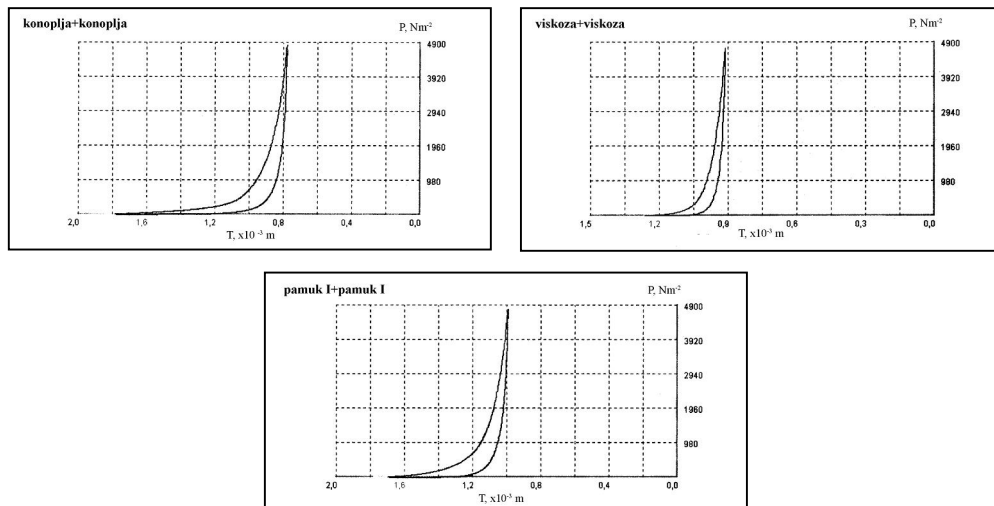 konoplja+konoplja
P, Nm-2
4900
3920
2940
1960
980
2,0 1,6 1,2 0,8 0,4 0,0
T, x10-3 m
viskoza+viskoza
P, Nm-2
4900
3920
2940
1960
980
1,5 1,2 0,9 0,6 0,3 0,0
T, x10-3 m
pamuk I+pamuk I
P, Nm-2
4900
3920
2940
1960
980
2,0 1,6 1,2 0,8 0,4 0,0
T, x10-3 m